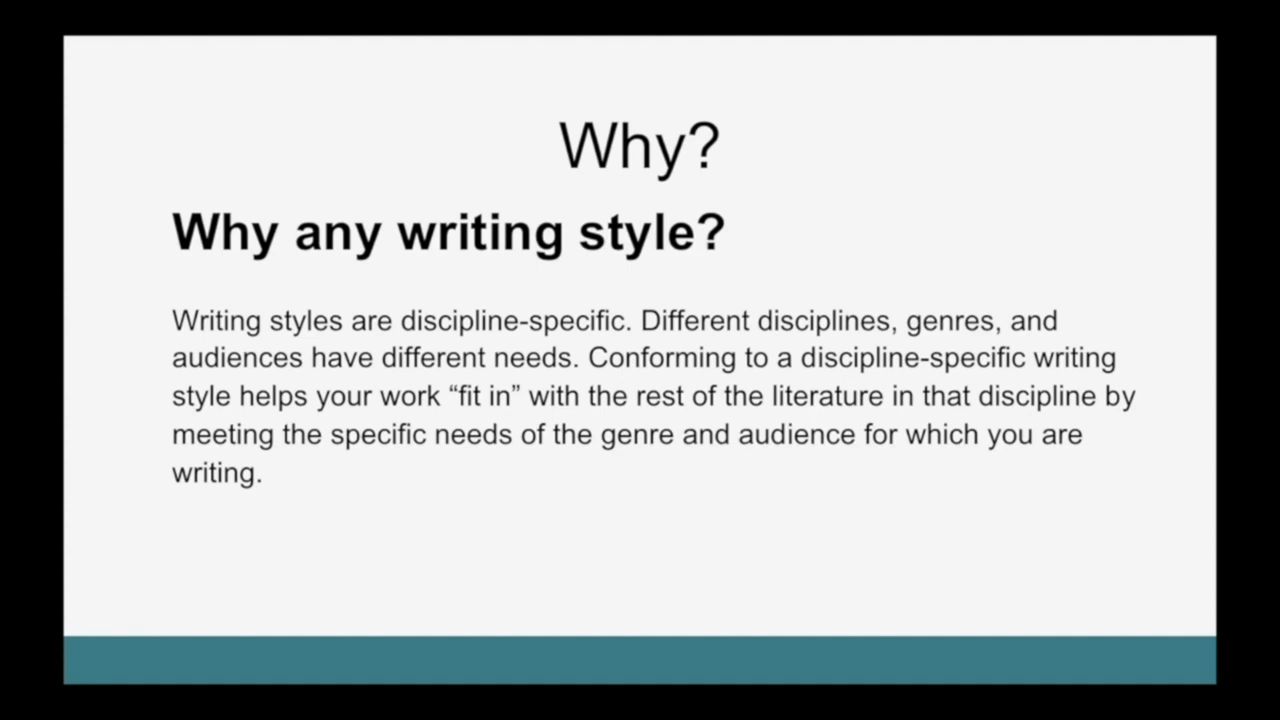 Why?
Why any writing style?
Writing styles are discipline-specific. Different disciplines, genres, and
audiences have different needs. Conforming to a discipline-specific writing
style helps your work “fit in” with the rest of the literature in that discipline by
meeting the specific needs of the genre and audience for which you are
writing.